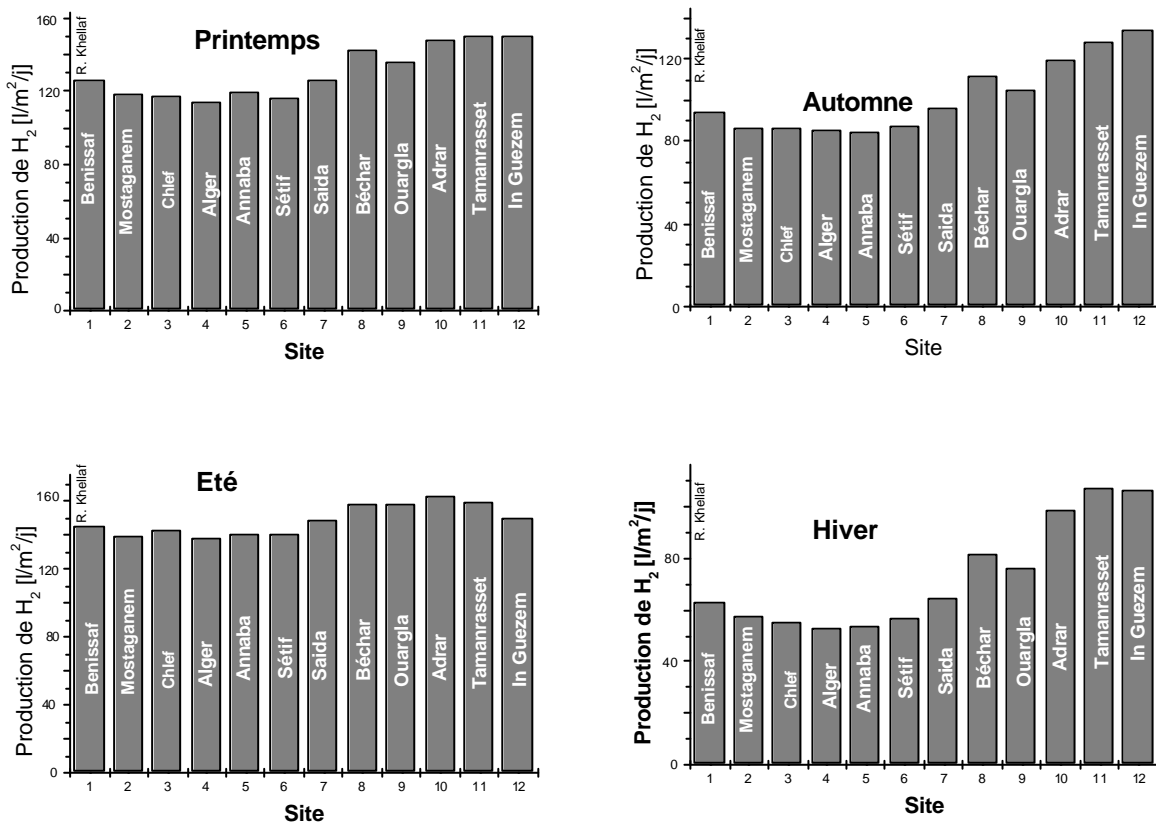 Printemps
R. Khellaf
Production de H2 [l/m²/j]
160
120
80
40
0
Benissaf
Mostaganem
Chlef
Alger
Annaba
Sétif
Saida
Béchar
Ouargla
Adrar
Tamanrasset
In Guezem
1 2 3 4 5 6 7 8 9 10 11 12
Site
Automne
R. Khellaf
Production de H2 [l/m²/j]
120
80
40
0
Benissaf
Mostaganem
Chlef
Alger
Annaba
Sétif
Saida
Béchar
Ouargla
Adrar
Tamanrasset
In Guezem
1 2 3 4 5 6 7 8 9 10 11 12
Site
Eté
R. Khellaf
Production de H2 [l/m²/j]
160
120
80
40
0
Benissaf
Mostaganem
Chlef
Alger
Annaba
Sétif
Saida
Béchar
Ouargla
Adrar
Tamanrasset
In Guezem
1 2 3 4 5 6 7 8 9 10 11 12
Site
Hiver
R. Khellaf
Production de H2 [l/m²/j]
80
40
0
Benissaf
Mostaganem
Chlef
Alger
Annaba
Sétif
Saida
Béchar
Ouargla
Adrar
Tamanrasset
In Guezem
1 2 3 4 5 6 7 8 9 10 11 12
Site